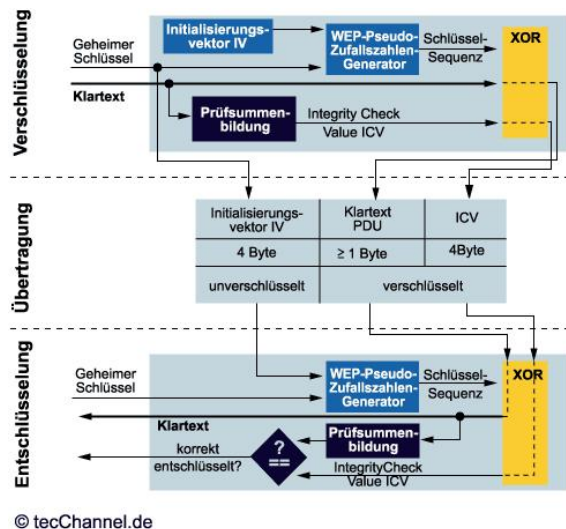 Verschlüsselung
Initialisierungs-
vektor IV
WEP-Pseudo-
Zufallszahlen-
Generator
Schlüssel-
Sequenz
XOR
Geheimer
Schlüssel
Klartext
Prüfsummen-
bildung
Integrity Check
Value ICV
Übertragung
Initialisierungs-
vektor IV
Klartext
PDU
ICV
4 Byte
≥ 1 Byte
4Byte
unverschlüsselt
verschlüsselt
Entschlüsselung
Geheimer
Schlüssel
WEP-Pseudo-
Zufallszahlen-
Generator
Schlüssel-
Sequenz
XOR
Klartext
korrekt
entschlüsselt?
?
==
Prüfsummen-
bildung
IntegrityCheck
Value ICV
© tecChannel.de